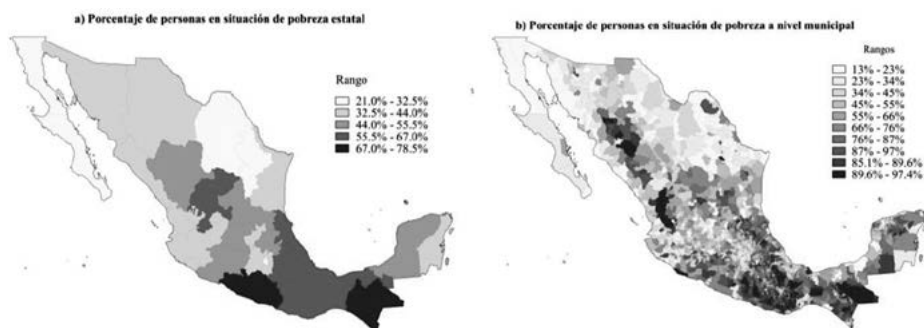 a) Porcentaje de personas en situación de pobreza estatal
Rango
21.0% - 32.5%
32.5% - 44.0%
44.0% - 55.5%
55.5% - 67.0%
67.0% - 78.5%
b) Porcentaje de personas en situación de pobreza a nivel municipal
Rangos
13% - 23%
23% - 34%
34% - 45%
45% - 55%
55% - 66%
66% - 76%
76% - 87%
87% - 97%
85.1% - 89.6%
89.6% - 97.4%